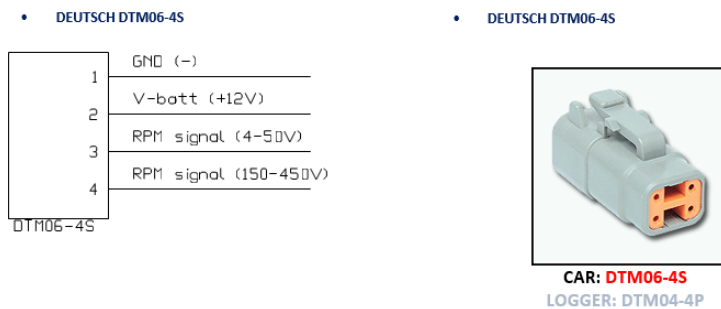 • DEUTSCH DTM06-4S
1 GND (-)
2 V-batt (+12V)
3 RPM signal (4-50V)
4 RPM signal (150-450V)
DTM06-4S
• DEUTSCH DTM06-4S
CAR: DTM06-4S
LOGGER: DTM04-4P